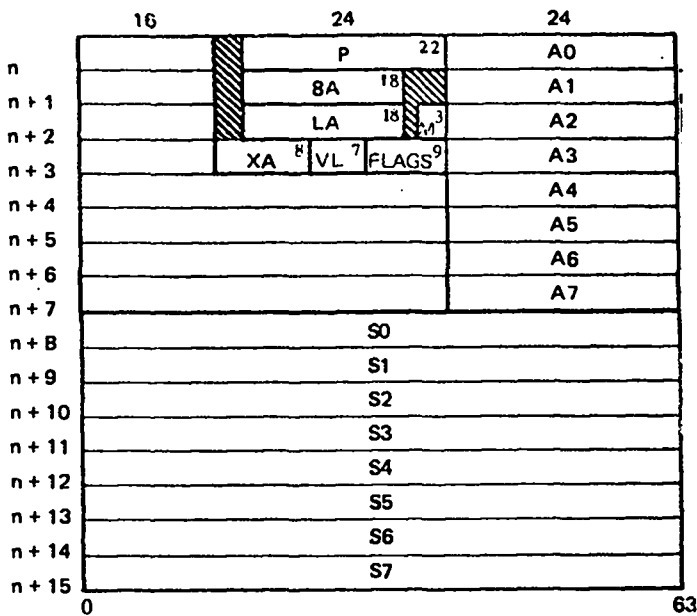 16 24 24
n P 22 A0
n + 1 8A 18 A1
n + 2 LA 18 M 3 A2
n + 3 XA 8 VL 7 FLAGS 9 A3
n + 4 A4
n + 5 A5
n + 6 A6
n + 7 A7
n + 8 S0
n + 9 S1
n + 10 S2
n + 11 S3
n + 12 S4
n + 13 S5
n + 14 S6
n + 15 S7
0 63